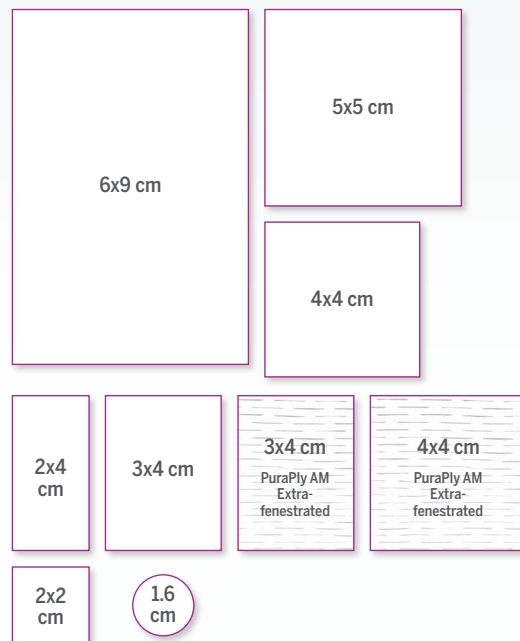 6x9 cm
5x5 cm
4x4 cm
2x4
cm
3x4 cm
3x4 cm
PuraPly AM
Extra-
fenestrated
4x4 cm
PuraPly AM
Extra-
fenestrated
2x2
cm
1.6
cm